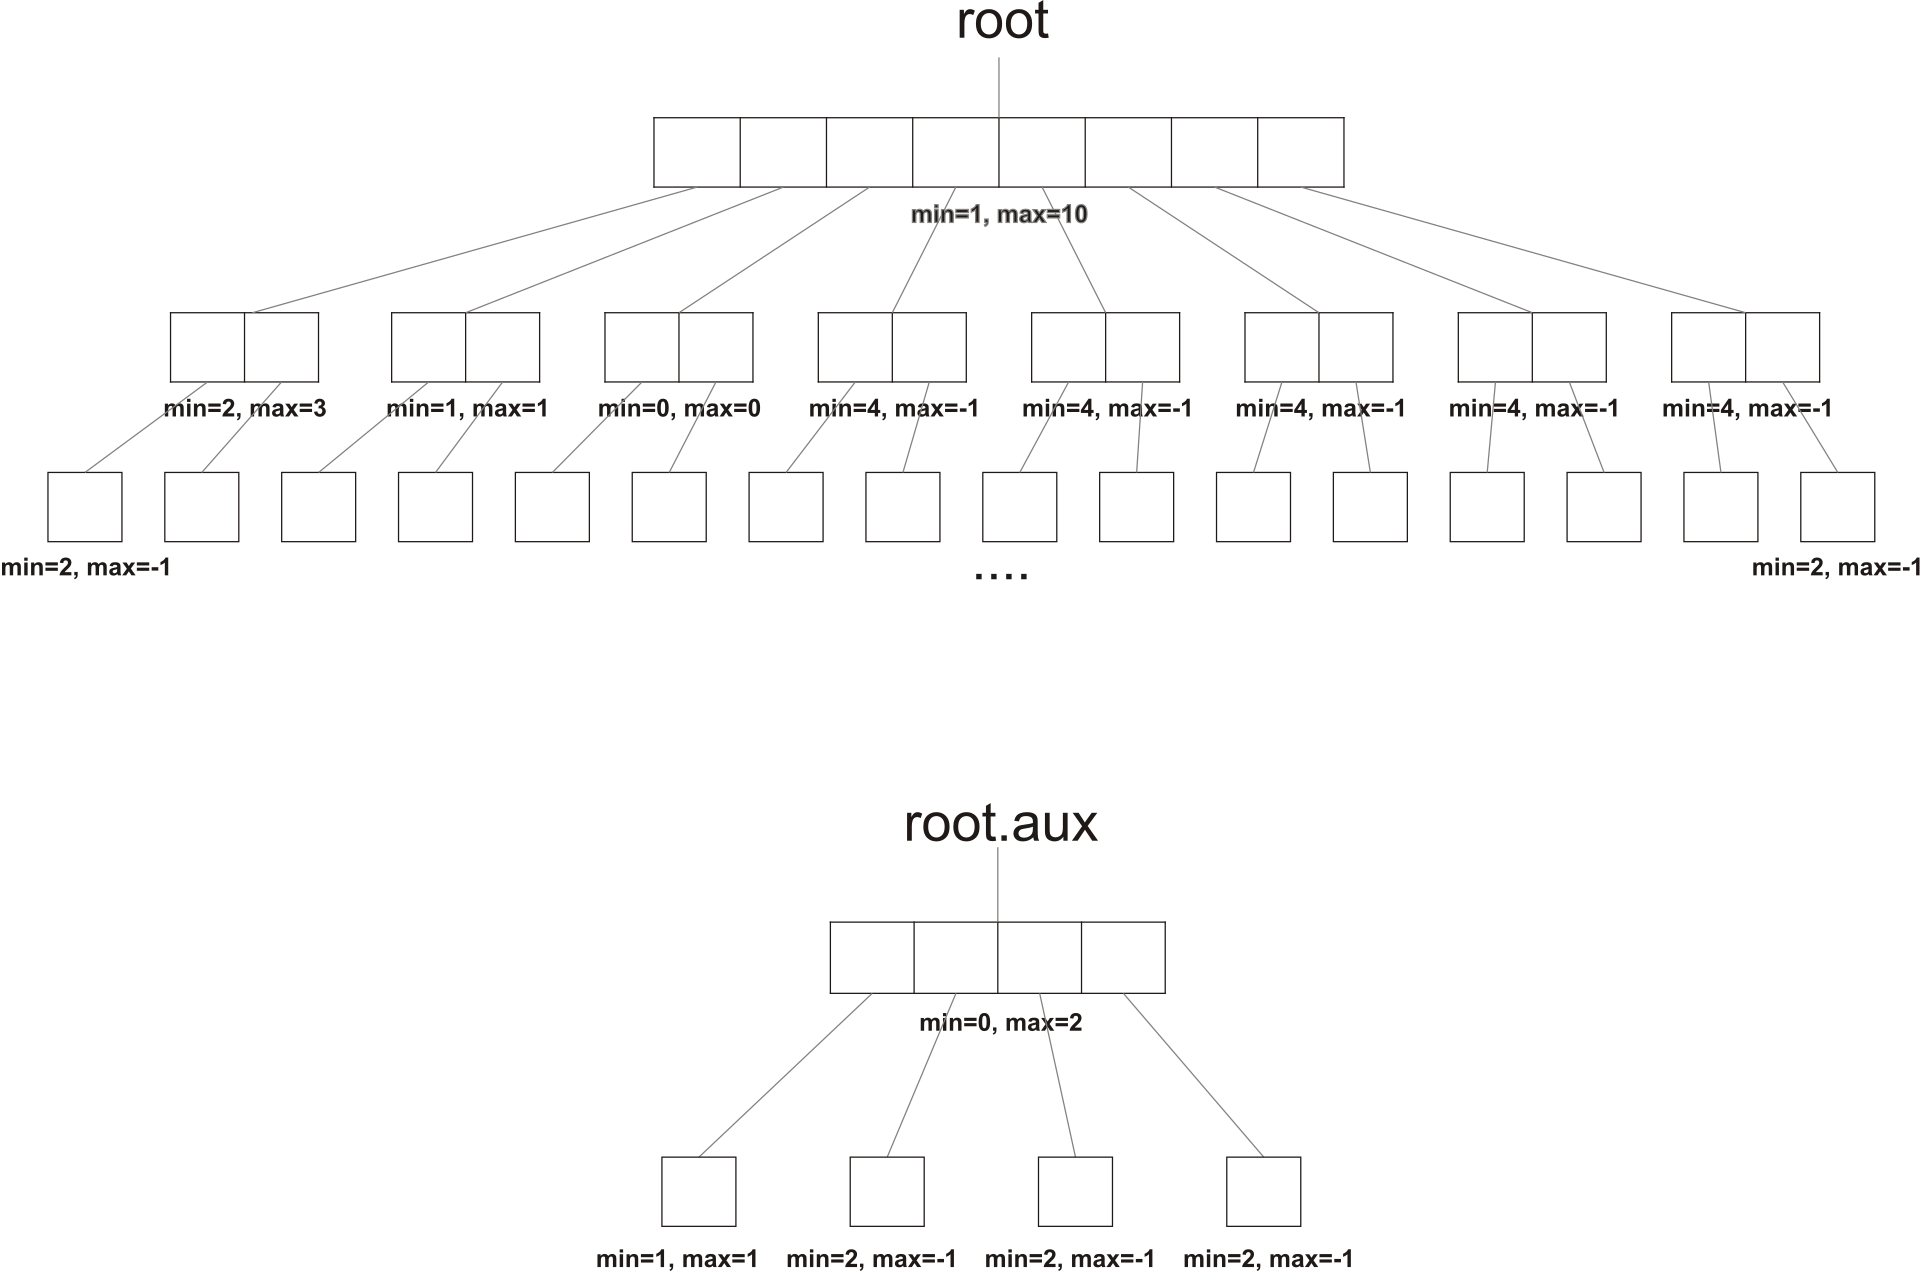 root
min=1, max=10
min=2, max=3 min=1, max=1 min=0, max=0 min=4, max=-1 min=4, max=-1 min=4, max=-1 min=4, max=-1 min=4, max=-1
min=2, max=-1 .... min=2, max=-1
root.aux
min=0, max=2
min=1, max=1 min=2, max=-1 min=2, max=-1 min=2, max=-1